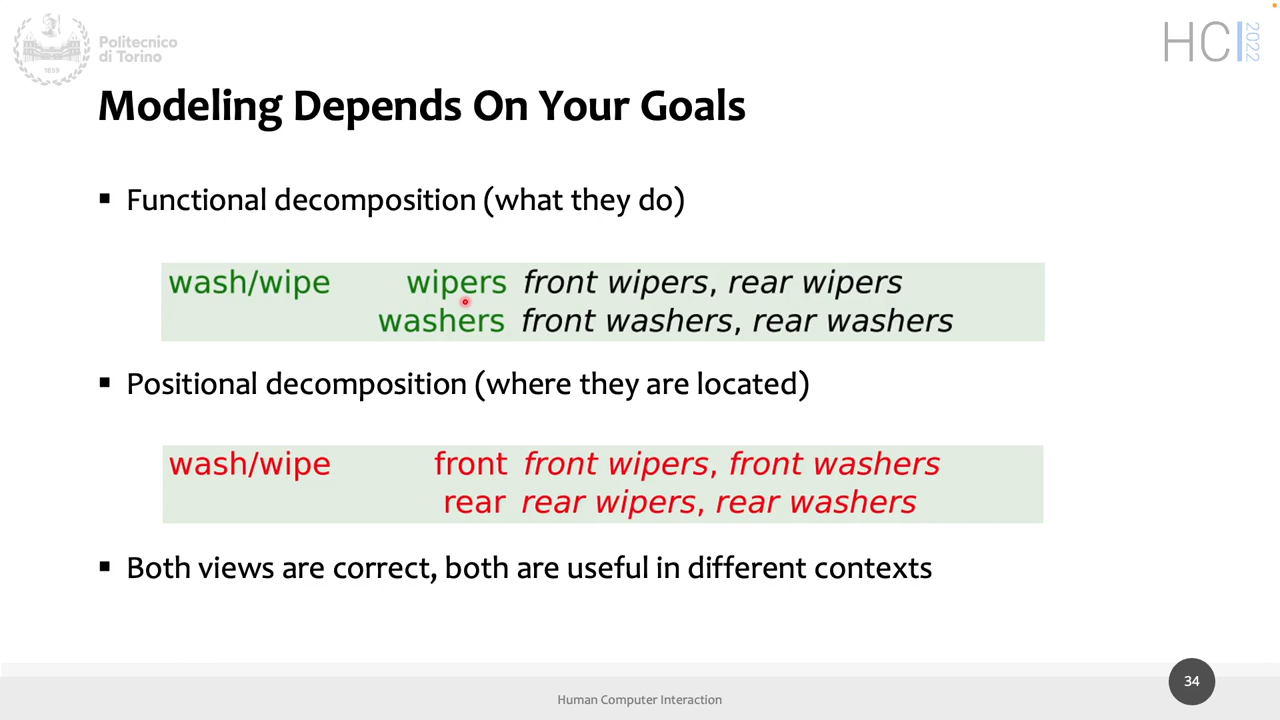 Politecnico
di Torino
1859
HCI 2022
Modeling Depends On Your Goals
▪ Functional decomposition (what they do)
wash/wipe wipers front wipers, rear wipers
washers front washers, rear washers
▪ Positional decomposition (where they are located)
wash/wipe front front wipers, front washers
rear rear wipers, rear washers
▪ Both views are correct, both are useful in different contexts
Human Computer Interaction
34